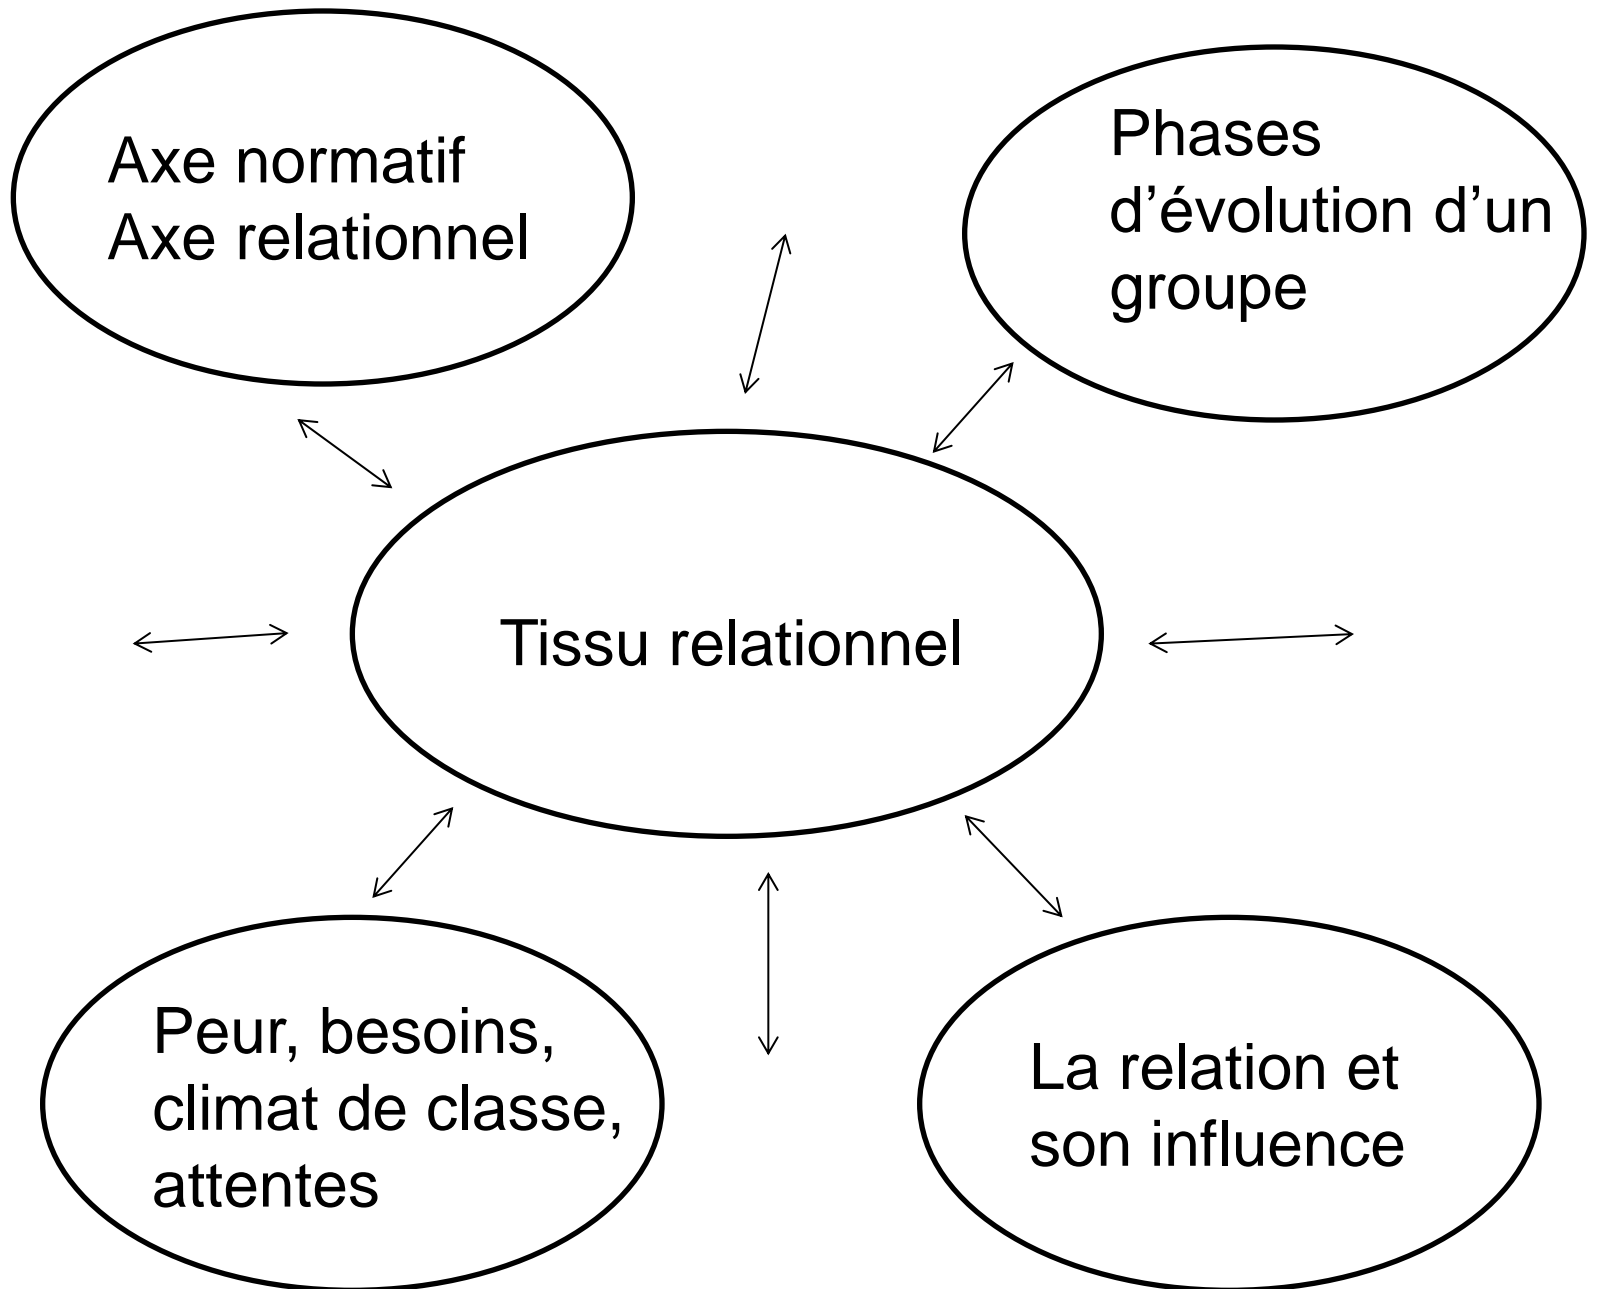 Axe normatif
Axe relationnel
Phases
d’évolution d’un
groupe
Tissu relationnel
Peur, besoins,
climat de classe,
attentes
La relation et
son influence